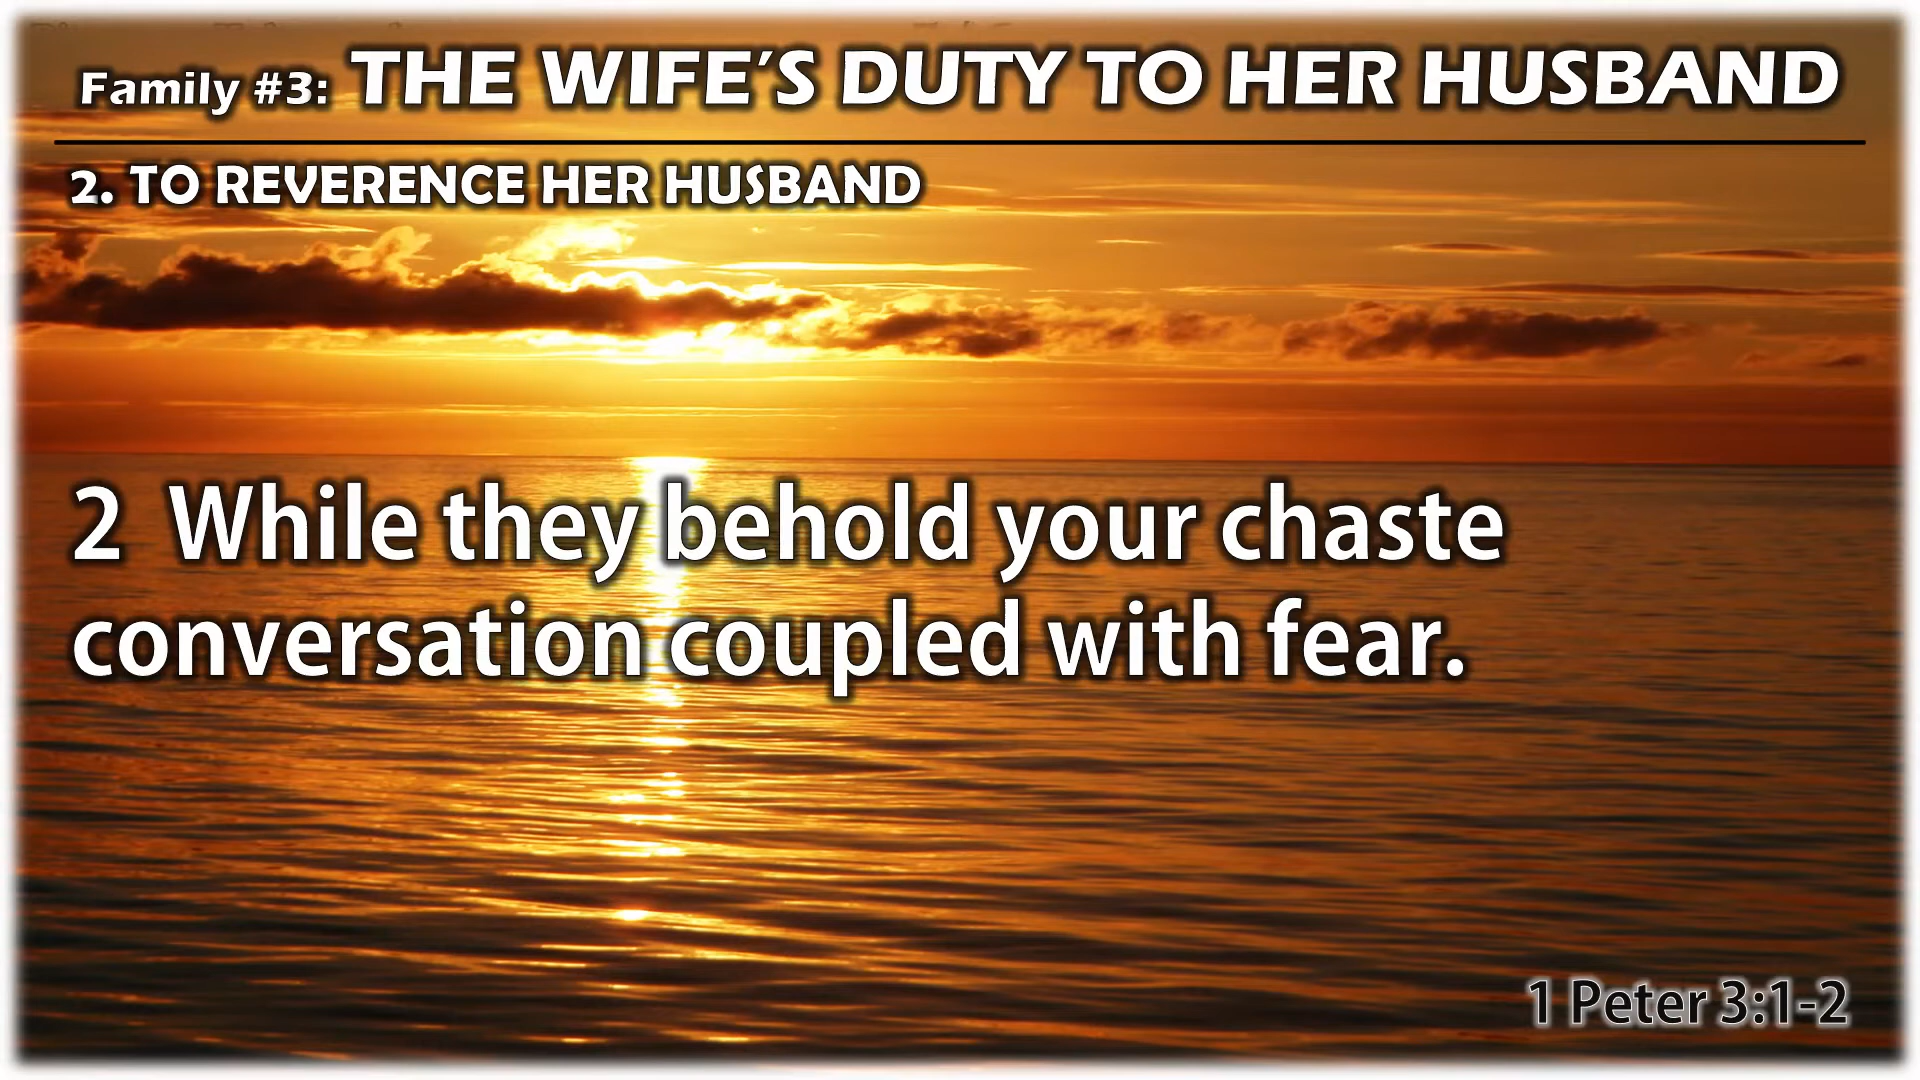 Family #3: THE WIFE’S DUTY TO HER HUSBAND
2. TO REVERENCE HER HUSBAND
2 While they behold your chaste
conversation coupled with fear.
1 Peter 3:1-2